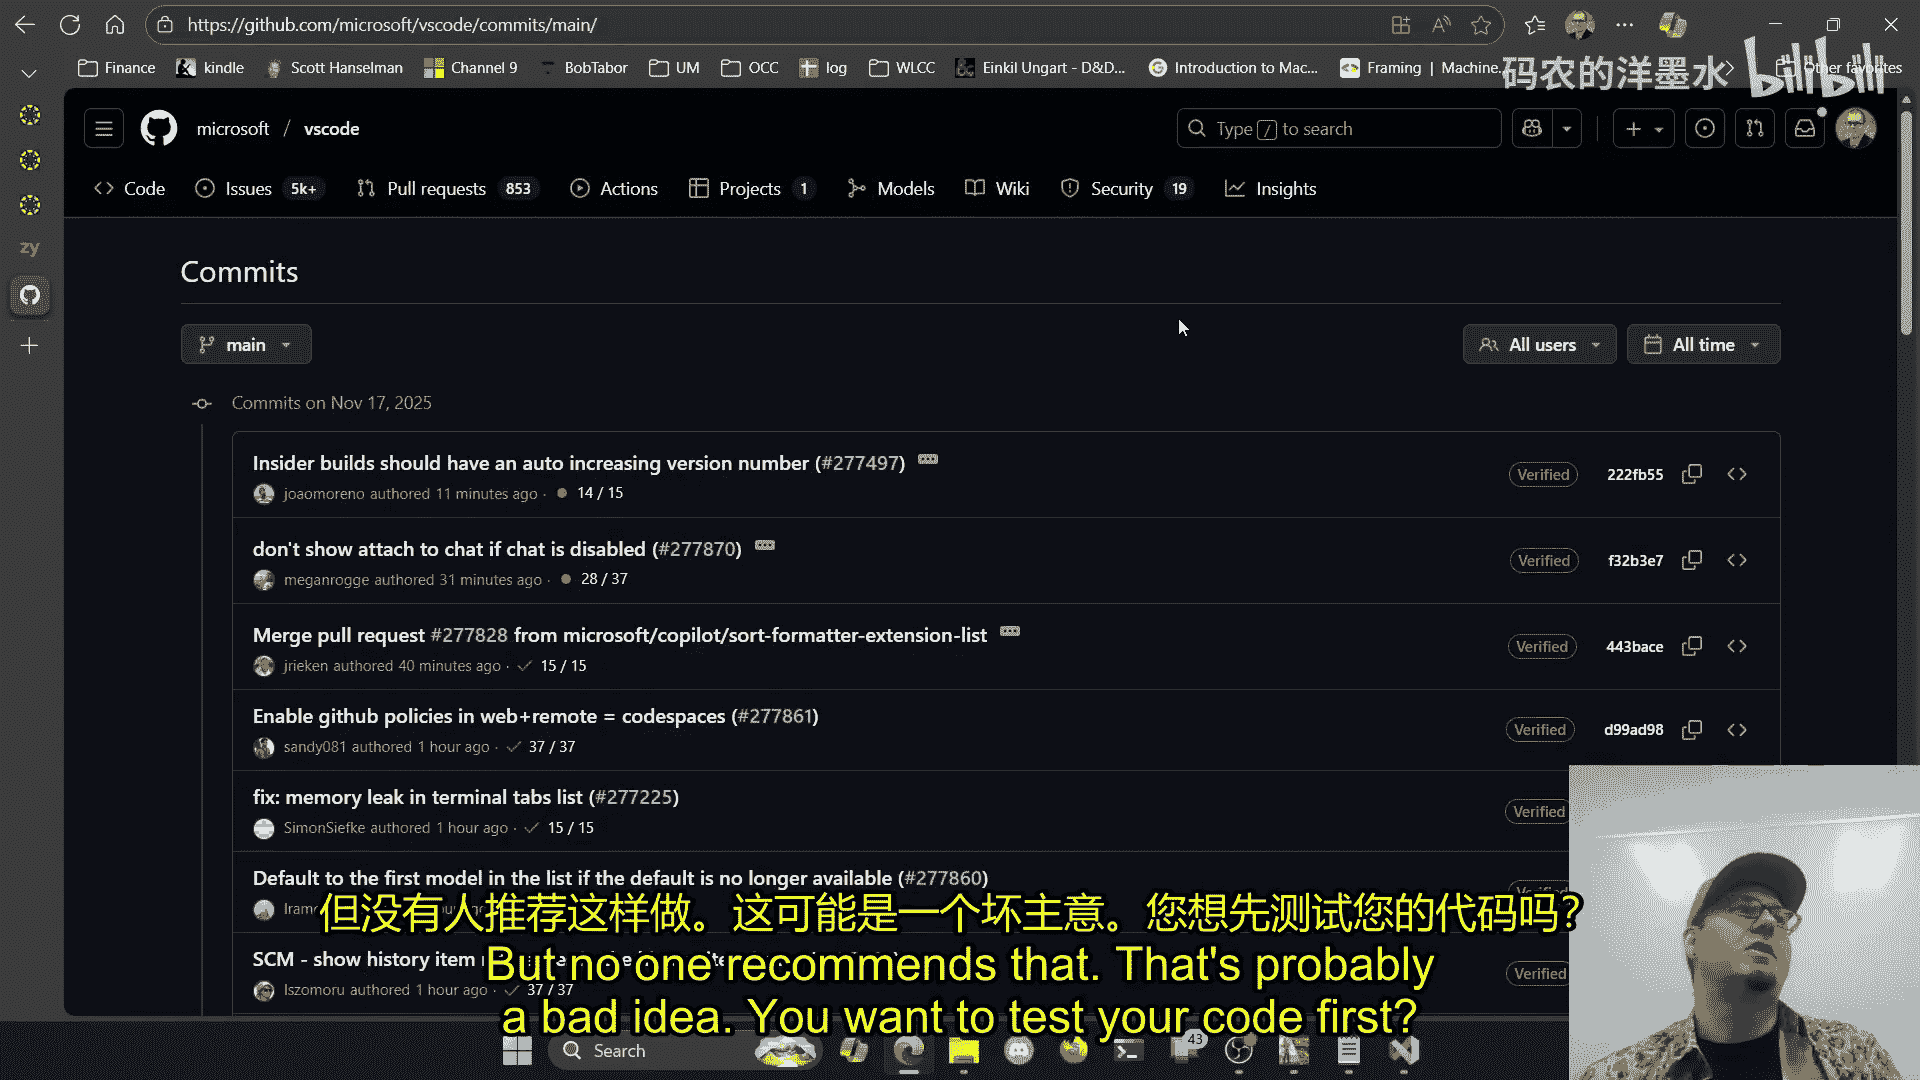 https://github.com/microsoft/vscode/commits/main/
Finance
kindle
Scott Hanselman
Channel 9
BobTabor
UM
OCC
log
WLCC
Einkil Ungart - D&D...
Introduction to Mac...
Framing | Machine...
Other favorites
码农的洋墨水
bilibili
microsoft / vscode
Type / to search
Code
Issues 5k+
Pull requests 853
Actions
Projects 1
Models
Wiki
Security 19
Insights
zy
Commits
main
All users
All time
Commits on Nov 17, 2025
Insider builds should have an auto increasing version number (#277497)
joaomoreno authored 11 minutes ago · 14 / 15
Verified 222fb55
don't show attach to chat if chat is disabled (#277870)
meganrogge authored 31 minutes ago · 28 / 37
Verified f32b3e7
Merge pull request #277828 from microsoft/copilot/sort-formatter-extension-list
jrieken authored 40 minutes ago · 15 / 15
Verified 443bace
Enable github policies in web+remote = codespaces (#277861)
sandy081 authored 1 hour ago · 37 / 37
Verified d99ad98
fix: memory leak in terminal tabs list (#277225)
SimonSiefke authored 1 hour ago · 15 / 15
Verified
Default to the first model in the list if the default is no longer available (#277860)
但没有人推荐这样做。这可能是一个坏主意。您想先测试您的代码吗?
SCM - show history item
Iszomoru authored 1 hour ago · 37 / 37
Verified
But no one recommends that. That's probably
a bad idea. You want to test your code first?
Search
43